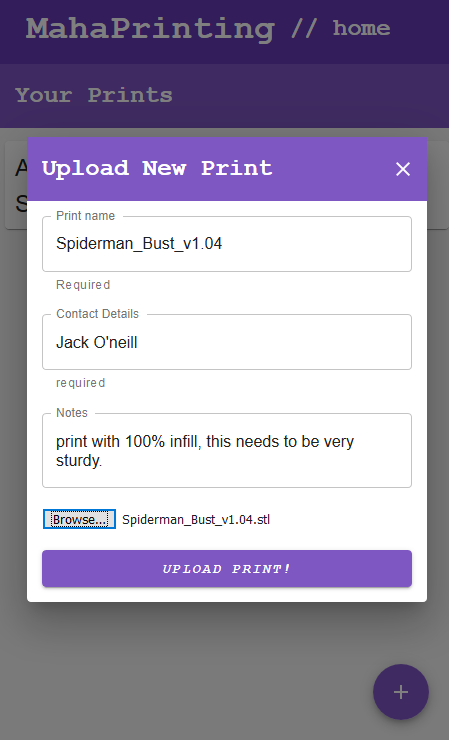 MahaPrinting // home
Your Prints
A
S
Upload New Print
Print name
Spiderman_Bust_v1.04
Required
Contact Details
Jack O'neill
required
Notes
print with 100% infill, this needs to be very
sturdy.
Browse... Spiderman_Bust_v1.04.stl
UPLOAD PRINT!